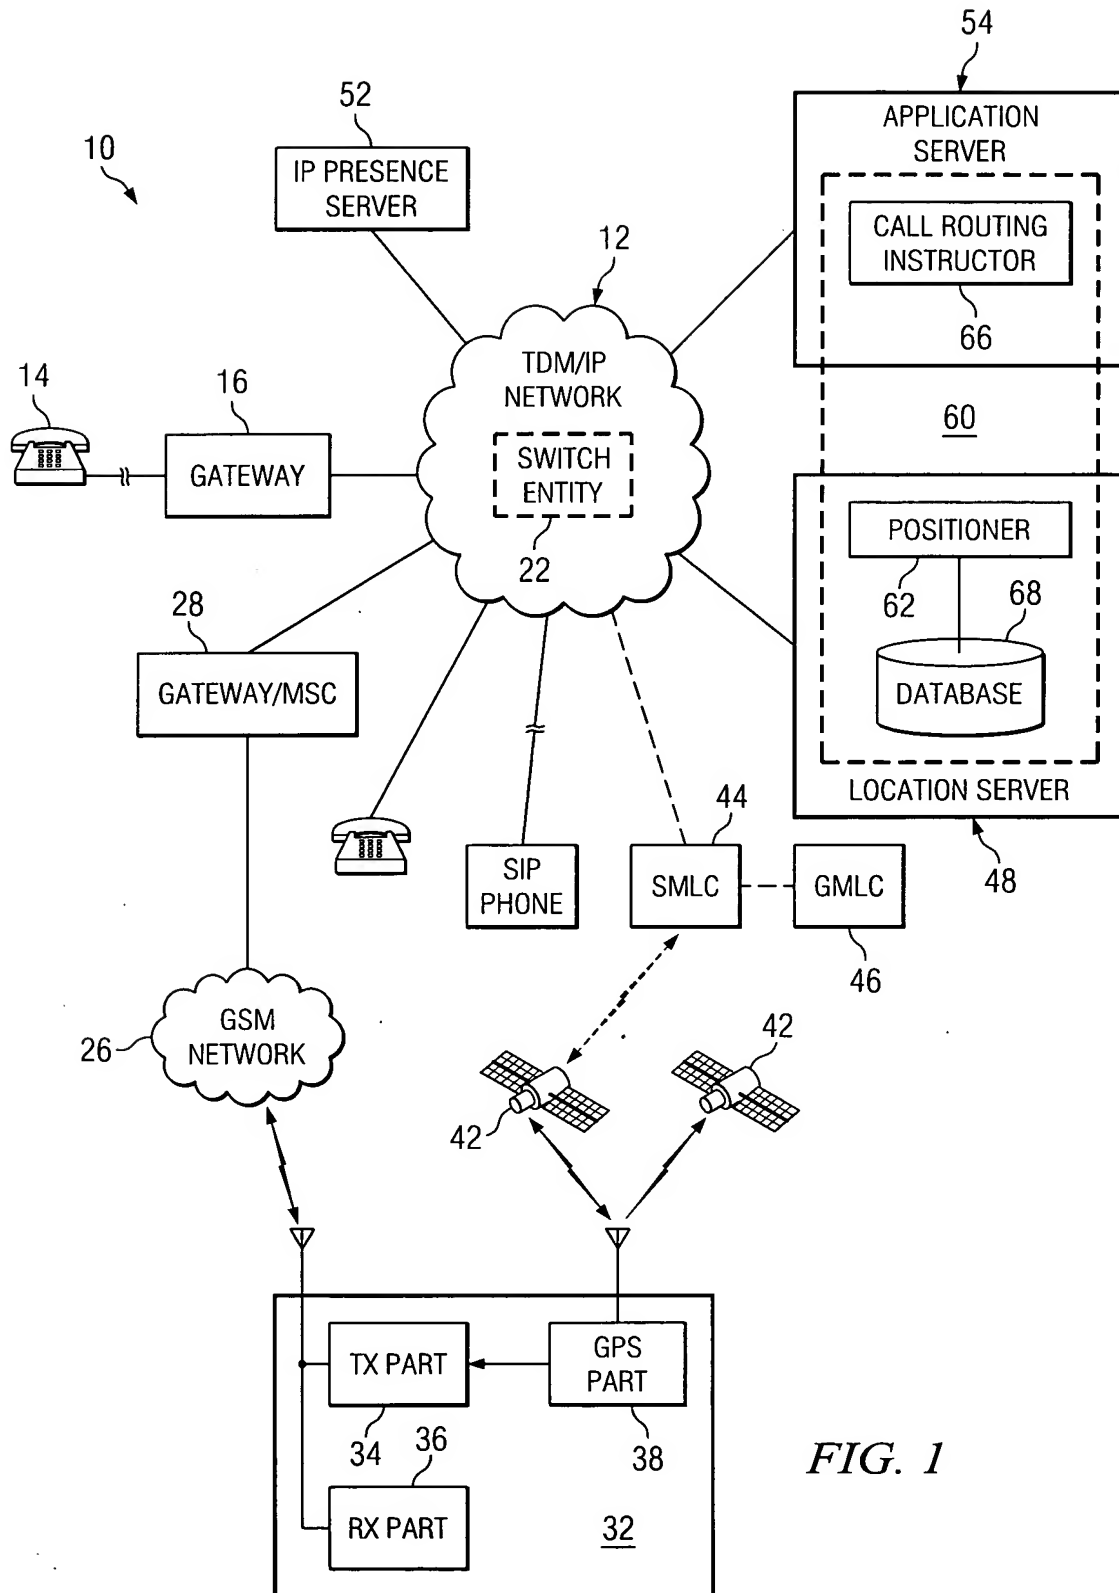 54
52
APPLICATION
SERVER
10
IP PRESENCE
SERVER
CALL ROUTING
INSTRUCTOR
12
66
14
16
TDM/IP
NETWORK
60
GATEWAY
SWITCH
ENTITY
POSITIONER
22
62
68
28
GATEWAY/MSC
DATABASE
LOCATION SERVER
44
SIP
PHONE
SMLC
GMLC
48
46
GSM
NETWORK
26
42
42
TX PART
GPS
PART
34
36
38
FIG. 1
RX PART
32